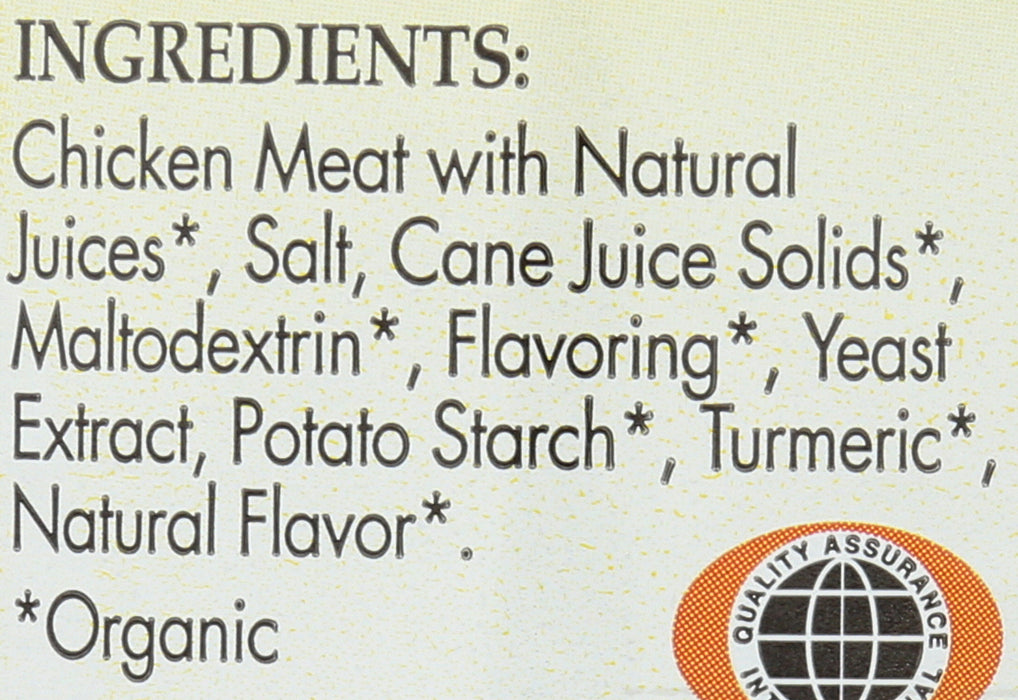 INGREDIENTS:
Chicken Meat with Natural
Juices*, Salt, Cane Juice Solids*,
Maltodextrin*, Flavoring*, Yeast
Extract, Potato Starch*, Turmeric*,
Natural Flavor*.
*Organic
QUALITY ASSURANCE